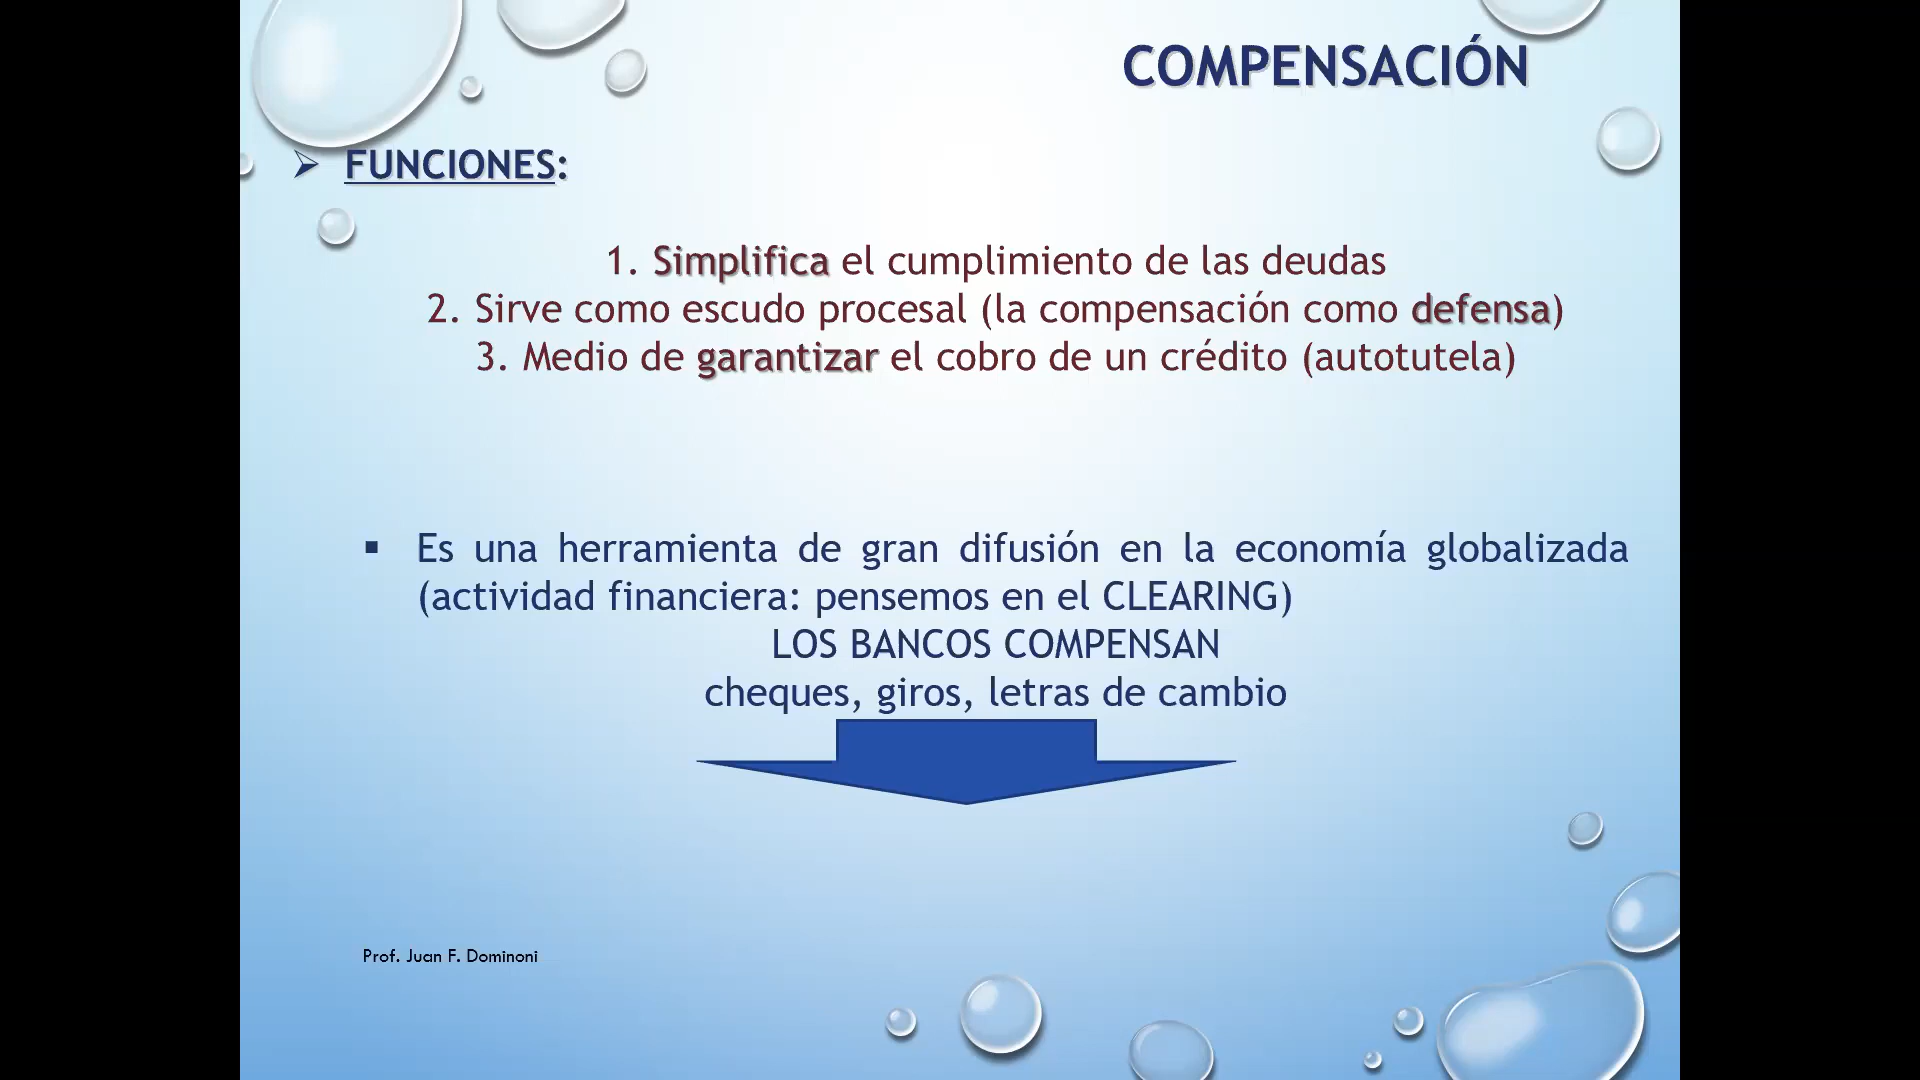 COMPENSACIÓN
➢ FUNCIONES:
1. Simplifica el cumplimiento de las deudas
2. Sirve como escudo procesal (la compensación como defensa)
3. Medio de garantizar el cobro de un crédito (autotutela)
▪ Es una herramienta de gran difusión en la economía globalizada
(actividad financiera: pensemos en el CLEARING)
LOS BANCOS COMPENSAN
cheques, giros, letras de cambio
Prof. Juan F. Dominoni